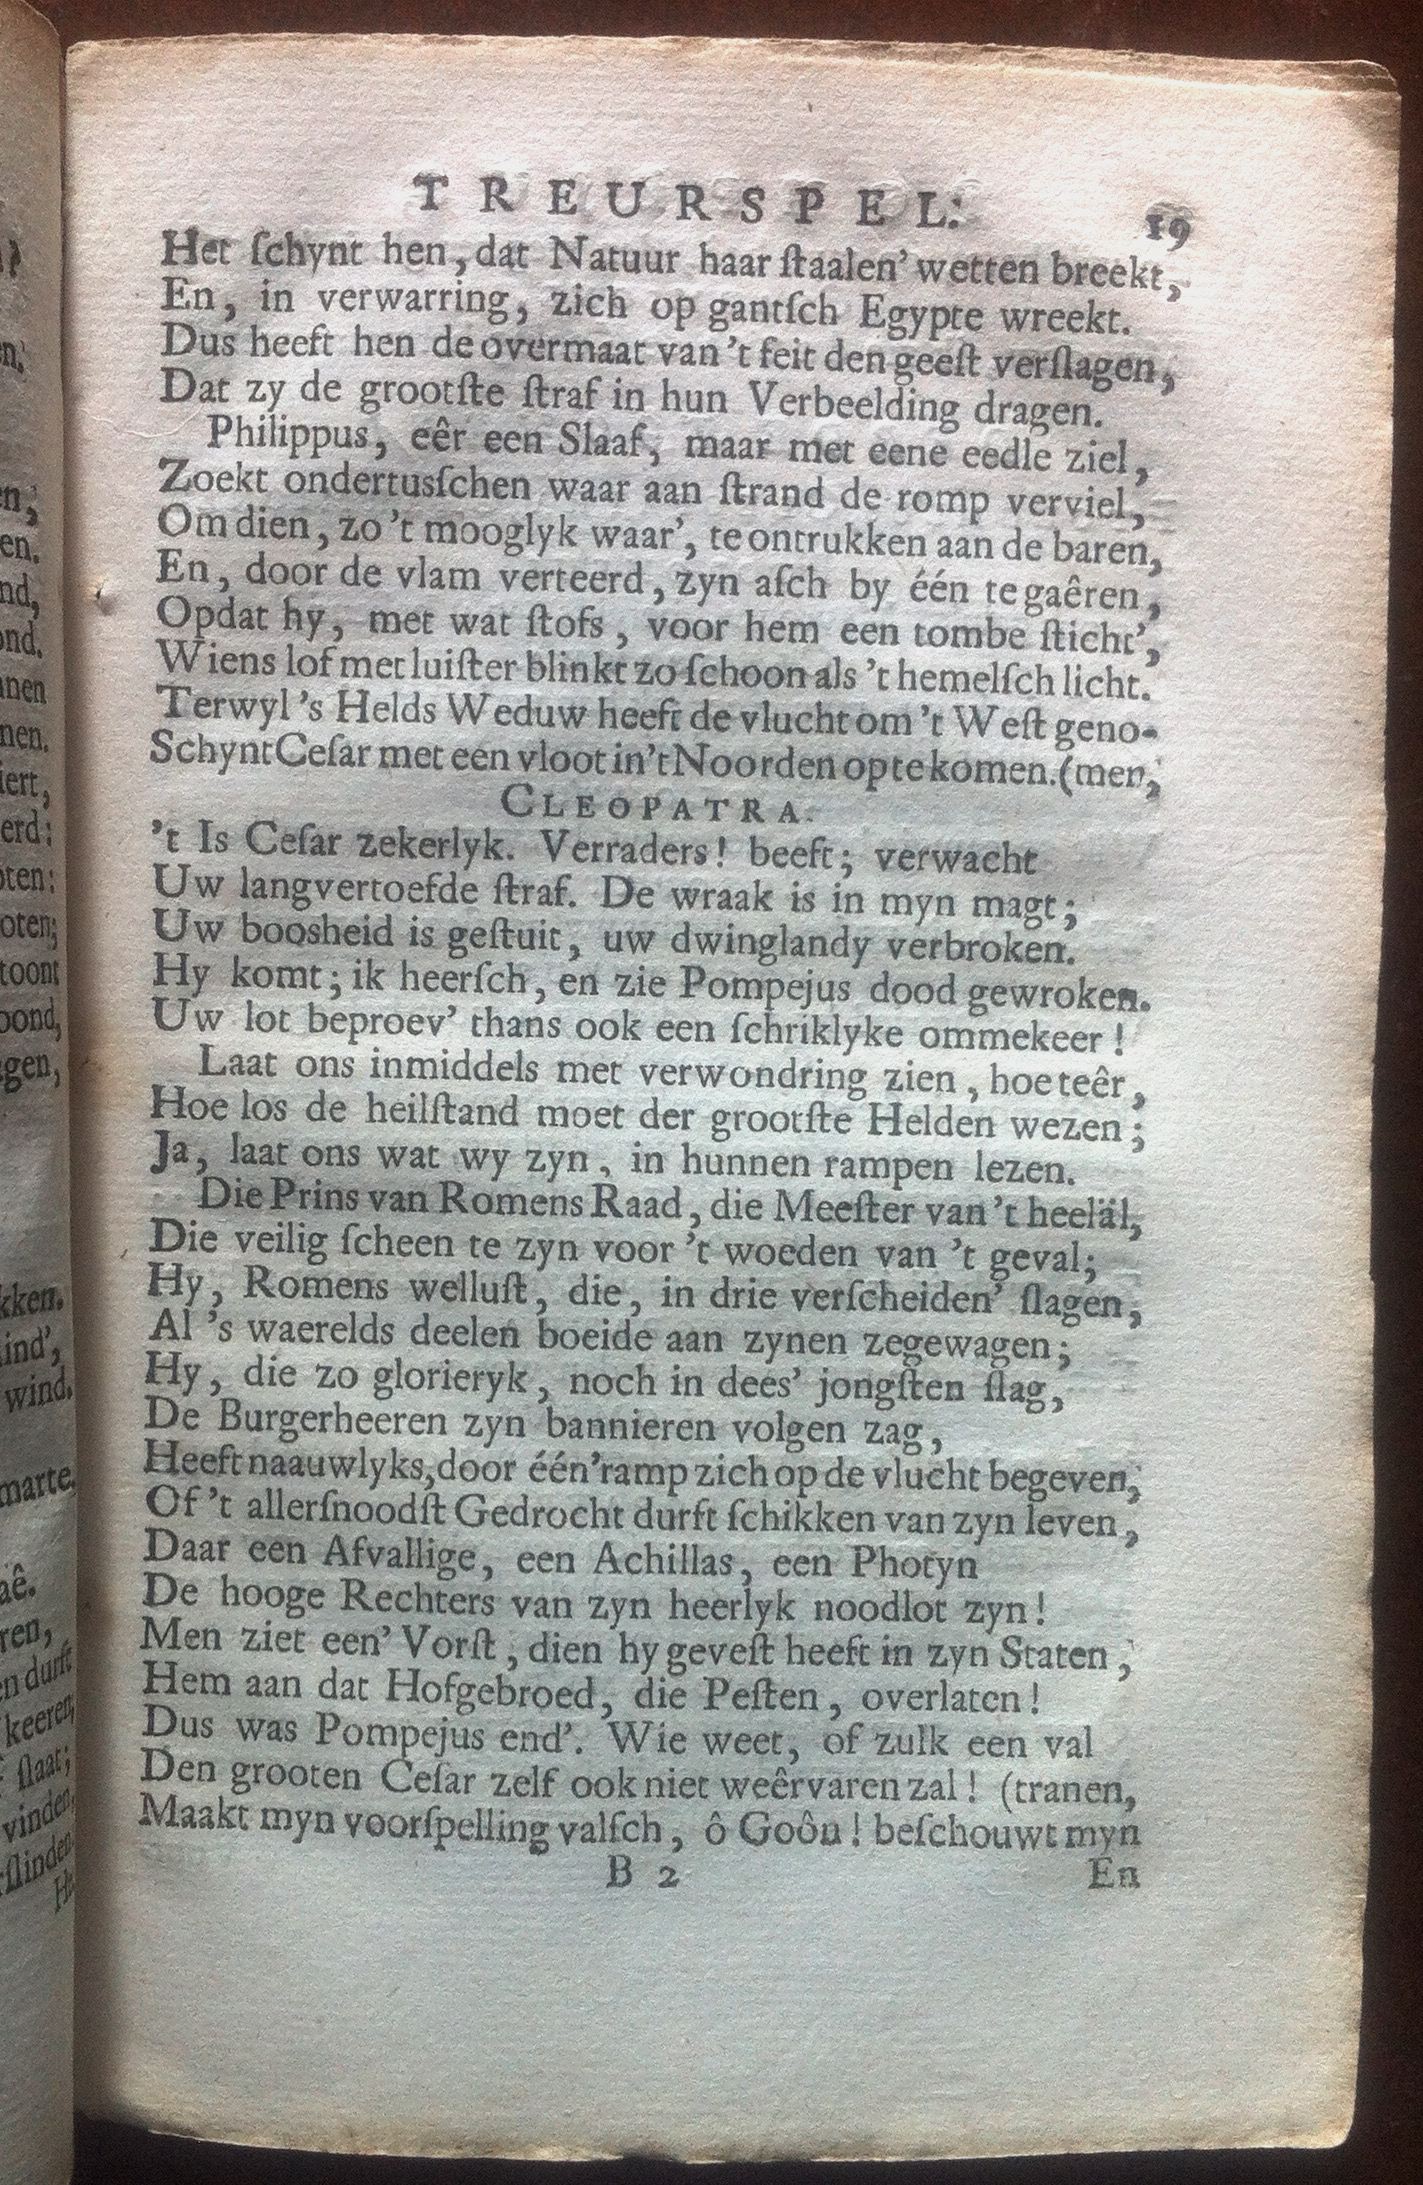 TREURSPEL. 19
Het ſchynt hen, dat Natuur haar ſtaalen' wetten breekt,
En, in verwarring, zich op gantſch Egypte wreekt.
Dus heeft hen de overmaat van 't feit den geeſt verſlagen,
Dat zy de grootſte ſtraf in hun Verbeelding dragen.
Philippus, eêr een Slaaf, maar met eene eedle ziel,
Zoekt ondertusſchen waar aan ſtrand de romp verviel,
Om dien, zo 't mooglyk waar', te ontrukken aan de baren,
En, door de vlam verteerd, zyn aſch by één te gaêren,
Opdat hy, met wat ſtofs, voor hem een tombe ſticht',
Wiens lof met luiſter blinkt zo ſchoon als 't hemelſch licht.
Terwyl 's Helds Weduw heeft de vlucht om 't Weſt geno-
Schynt Ceſar met een vloot in 't Noorden op te komen. (men,
CLEOPATRA.
't Is Ceſar zekerlyk. Verraders! beeft; verwacht
Uw langvertoefde ſtraf. De wraak is in myn magt;
Uw boosheid is geſtuit, uw dwinglandy verbroken.
Hy komt; ik heerſch, en zie Pompejus dood gewroken.
Uw lot beproev' thans ook een ſchriklyke ommekeer!
Laat ons inmiddels met verwondring zien, hoe teêr,
Hoe los de heilſtand moet der grootſte Helden wezen;
Ja, laat ons wat wy zyn, in hunnen rampen lezen.
Die Prins van Romens Raad, die Meeſter van 't heeläl,
Die veilig ſcheen te zyn voor 't woeden van 't geval;
Hy, Romens welluſt, die, in drie verſcheiden' ſlagen,
Al 's waerelds deelen boeide aan zynen zegewagen;
Hy, die zo glorieryk, noch in dees' jongſten ſlag,
De Burgerheeren zyn bannieren volgen zag,
Heeft naauwlyks, door één' ramp zich op de vlucht begeven,
Of 't allerſnoodſt Gedrocht durft ſchikken van zyn leven,
Daar een Afvallige, een Achillas, een Photyn
De hooge Rechters van zyn heerlyk noodlot zyn!
Men ziet een' Vorſt, dien hy geveſt heeft in zyn Staten,
Hem aan dat Hofgebroed, die Peſten, overlaten!
Dus was Pompejus end'. Wie weet, of zulk een val
Den grooten Ceſar zelf ook niet weêrvaren zal! (tranen,
Maakt myn voorſpelling valſch, ô Goôn! beſchouwt myn
B 2 En